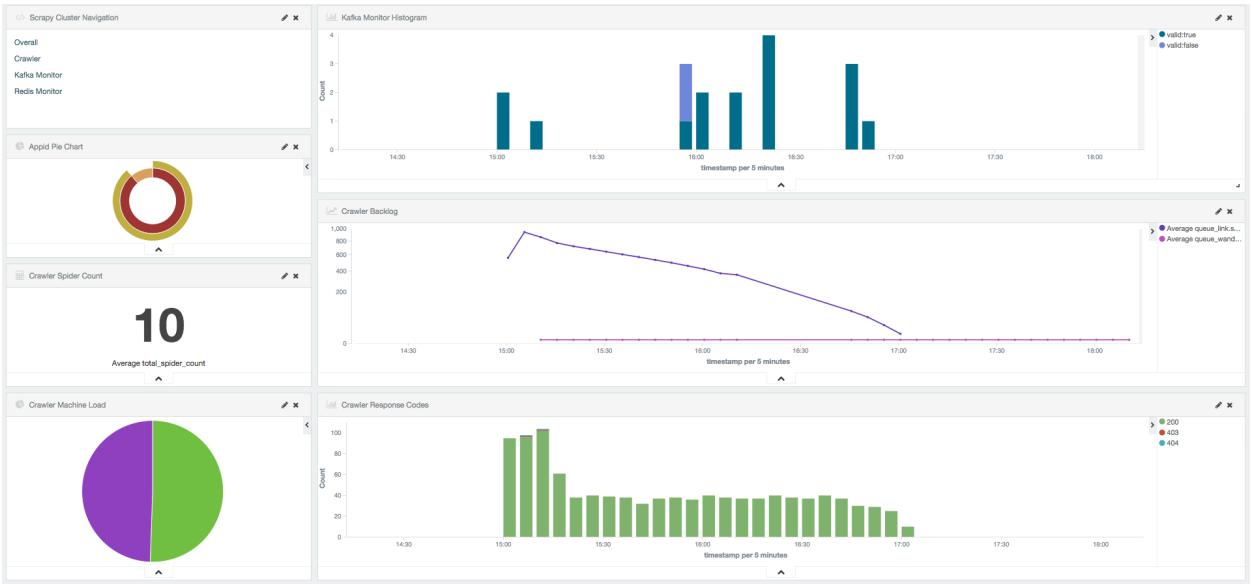 Scrapy Cluster Navigation
Overall
Crawler
Kafka Monitor
Redis Monitor
Appid Pie Chart
Crawler Spider Count
10
Average total_spider_count
Crawler Machine Load
Kafka Monitor Histogram
valid:true
valid:false
Count
4
3
2
1
0
14:30 15:00 15:30 16:00 16:30 17:00 17:30 18:00
timestamp per 5 minutes
Crawler Backlog
Average queue_link.s...
Average queue_wand...
1,000
800
600
400
200
0
14:30 15:00 15:30 16:00 16:30 17:00 17:30 18:00
timestamp per 5 minutes
Crawler Response Codes
200
403
404
Count
100
80
60
40
20
0
14:30 15:00 15:30 16:00 16:30 17:00 17:30 18:00
timestamp per 5 minutes